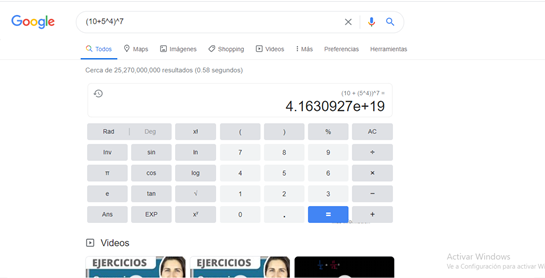 Google (10+5^4)^7
Todos Maps Imágenes Shopping Videos Más Preferencias Herramientas
Cerca de 25,270,000,000 resultados (0.58 segundos)
(10 + (5^4))^7 =
4.1630927e+19
Rad Deg x! ( ) % AC
Inv sin ln 7 8 9 ÷
π cos log 4 5 6 ×
e tan √ 1 2 3 −
Ans EXP xʸ 0 . = +
Videos
EJERCICIOS EJERCICIOS
Activar Windows
Ve a Configuración para activar Wi